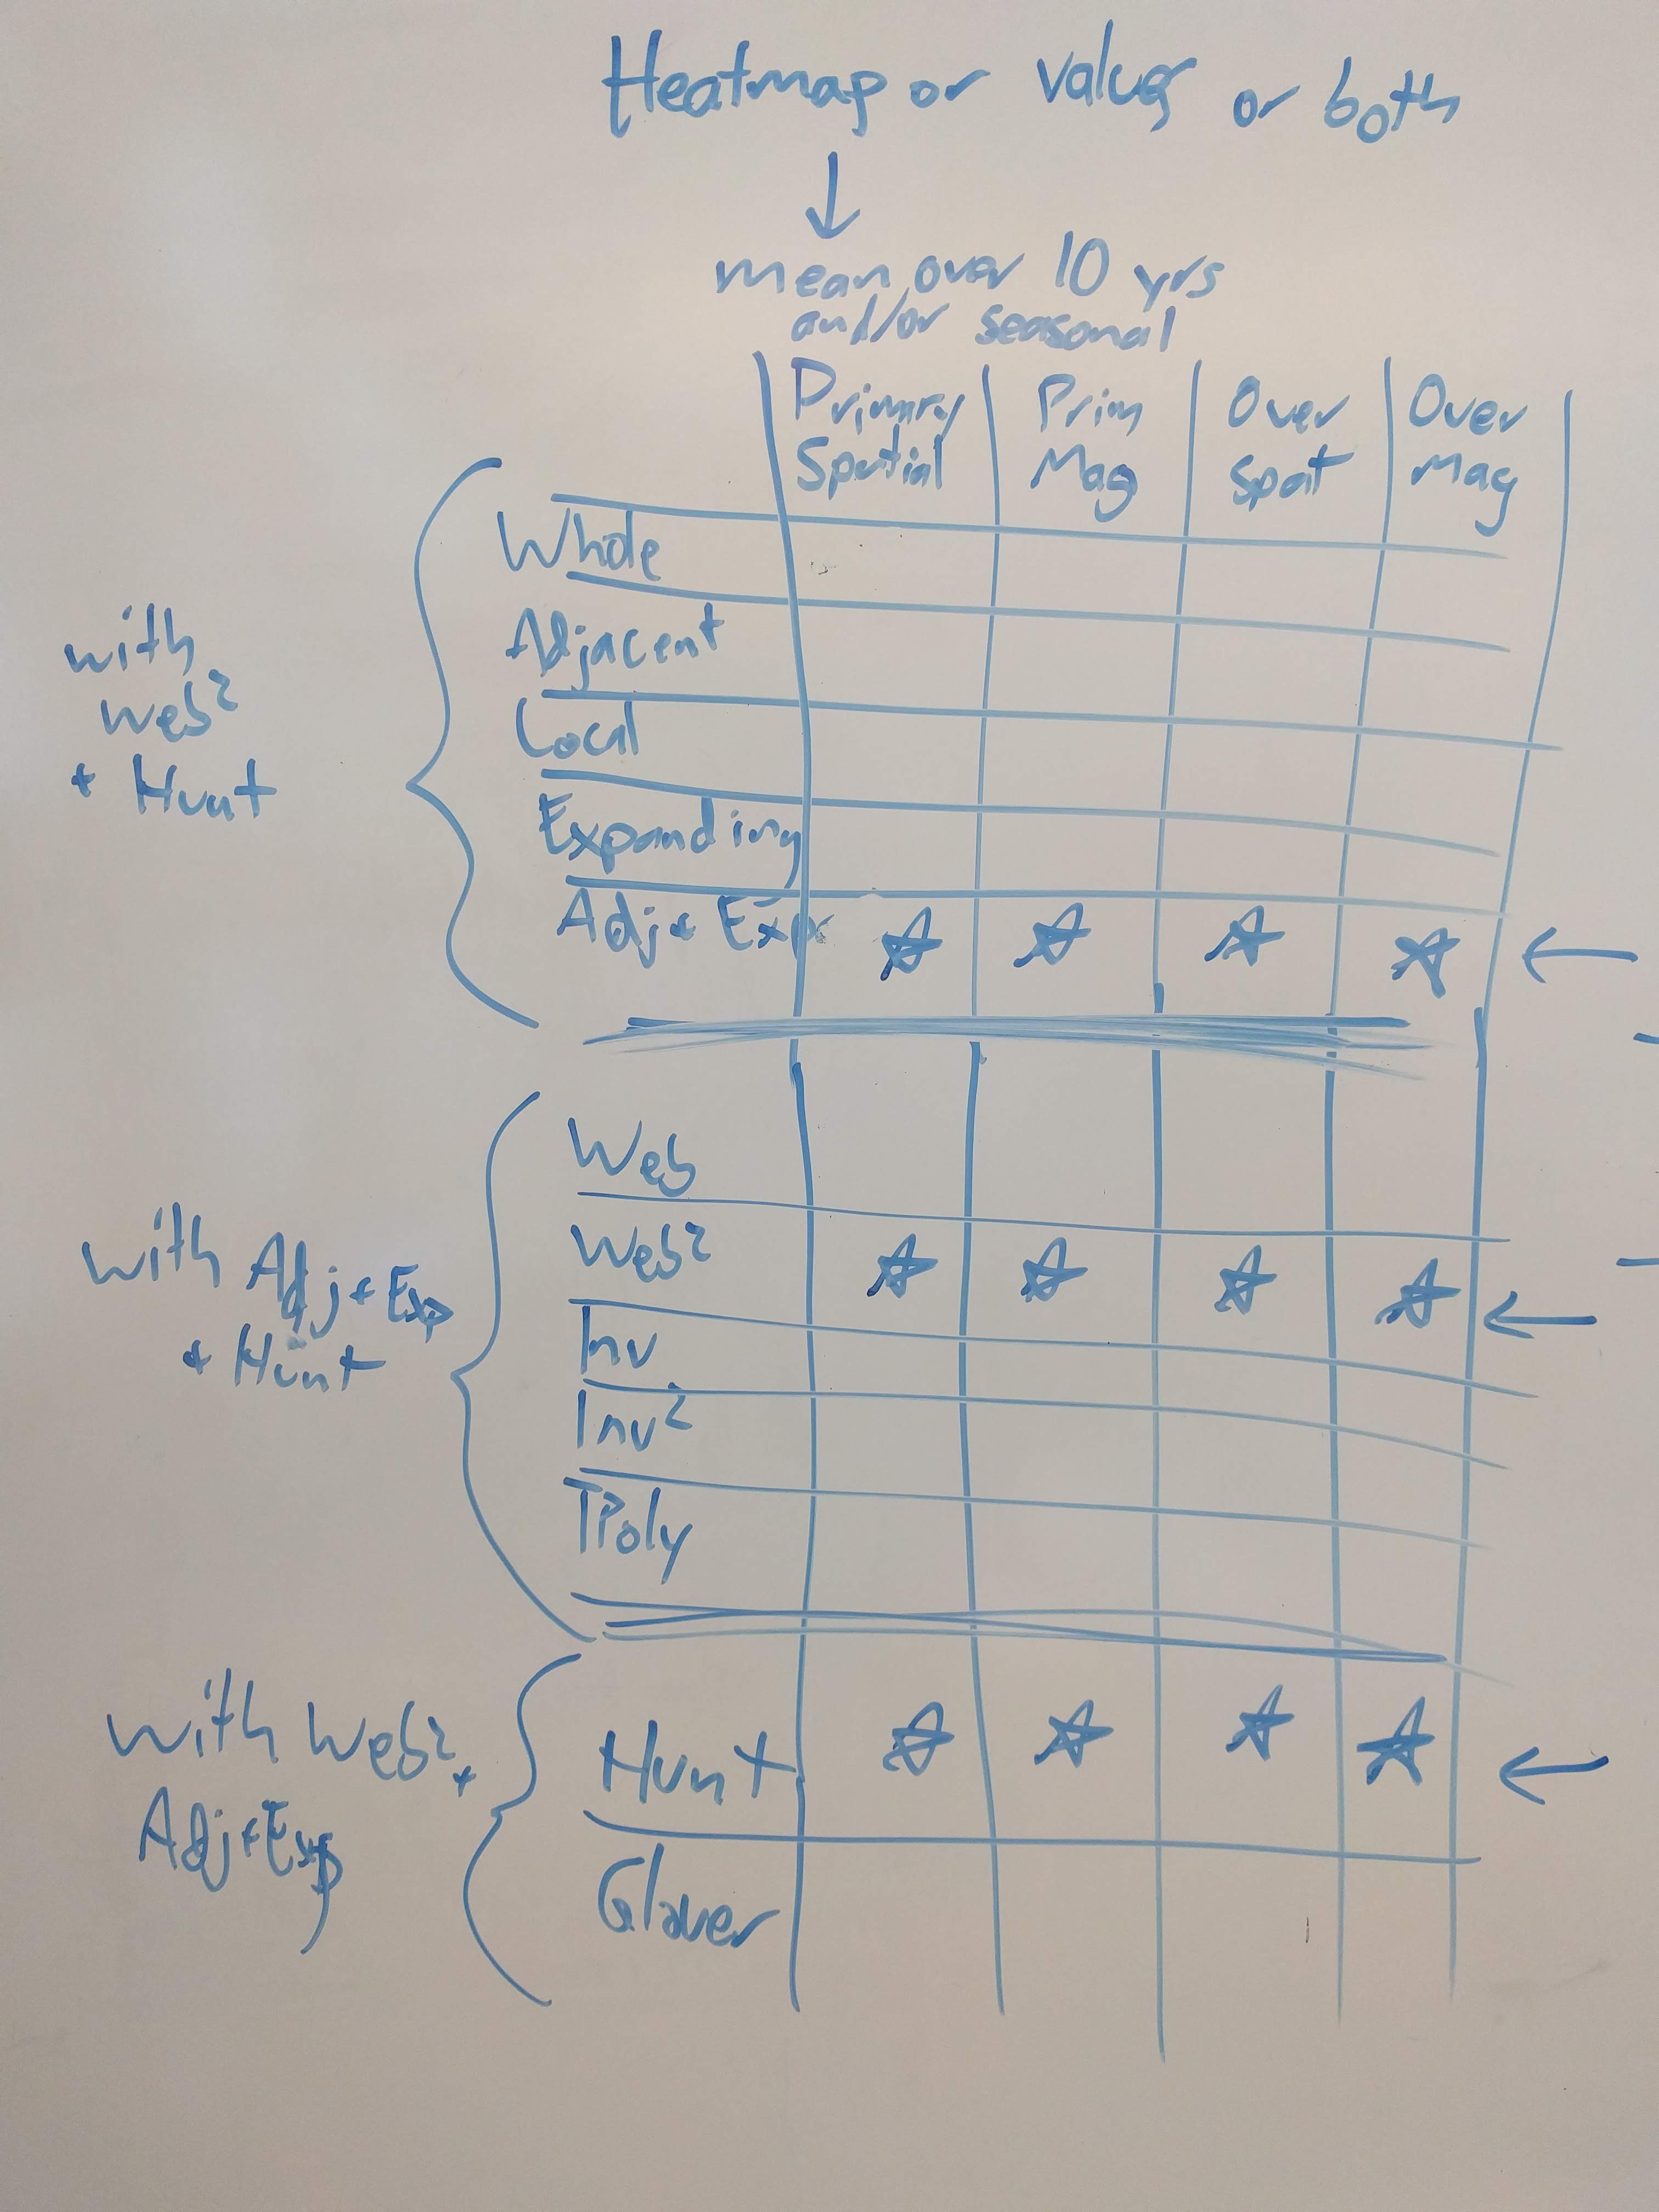 Heatmap or values or both
↓
mean over 10 yrs
and/or seasonal
Primary Spatial | Prim Mag | Over Spat | Over Mag
with
Web²
+ Hunt
Whole
Adjacent
Local
Expanding
Adj + Exp ☆ ☆ ☆ ☆ ←
with Adj + Exp
+ Hunt
Web
Web² ☆ ☆ ☆ ☆ ←
Inv
Inv²
TPoly
with Web² +
Adj + Exp
Hunt ☆ ☆ ☆ ☆ ←
Glover